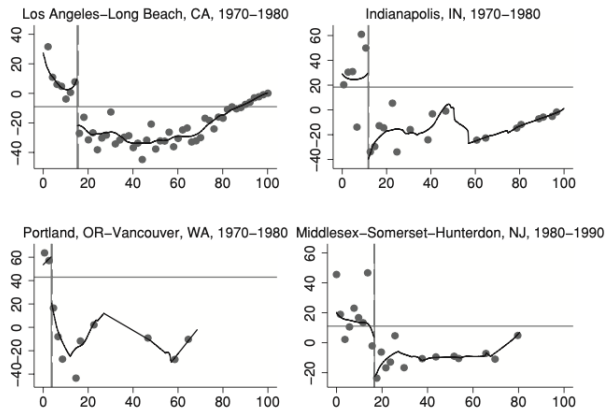 Los Angeles−Long Beach, CA, 1970−1980
Indianapolis, IN, 1970−1980
40
20
0
−20
−40
0 20 40 60 80 100
60
40
20
0
−20
−40
0 20 40 60 80 100
Portland, OR−Vancouver, WA, 1970−1980
Middlesex−Somerset−Hunterdon, NJ, 1980−1990
60
40
20
0
−20
−40
0 20 40 60 80 100
60
40
20
0
−20
0 20 40 60 80 100